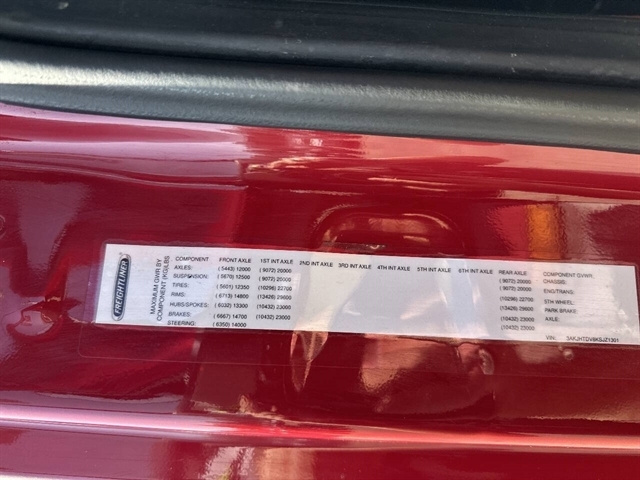 FREIGHTLINER
MAXIMUM GWR BY
COMPONENT (KG)LBS
COMPONENT FRONT AXLE 1ST INT AXLE 2ND INT AXLE 3RD INT AXLE 4TH INT AXLE 5TH INT AXLE 6TH INT AXLE REAR AXLE COMPONENT GVWR:
AXLES: ( 5443) 12000 ( 9072) 20000 ( 9072) 20000 CHASSIS:
SUSPENSION: ( 5670) 12500 ( 9072) 20000 ( 9072) 20000 ENG/TRANS:
TIRES: ( 5601) 12350 (10296) 22700 (10296) 22700 5TH WHEEL:
RIMS: ( 6713) 14800 (13426) 29600 (13426) 29600 PARK BRAKE:
HUBS/SPOKES: ( 6032) 13300 (10432) 23000 (10432) 23000 AXLE:
BRAKES: ( 6667) 14700 (10432) 23000 (10432) 23000
STEERING: ( 6350) 14000 VIN: 3AKJHTDV8KSJZ1301